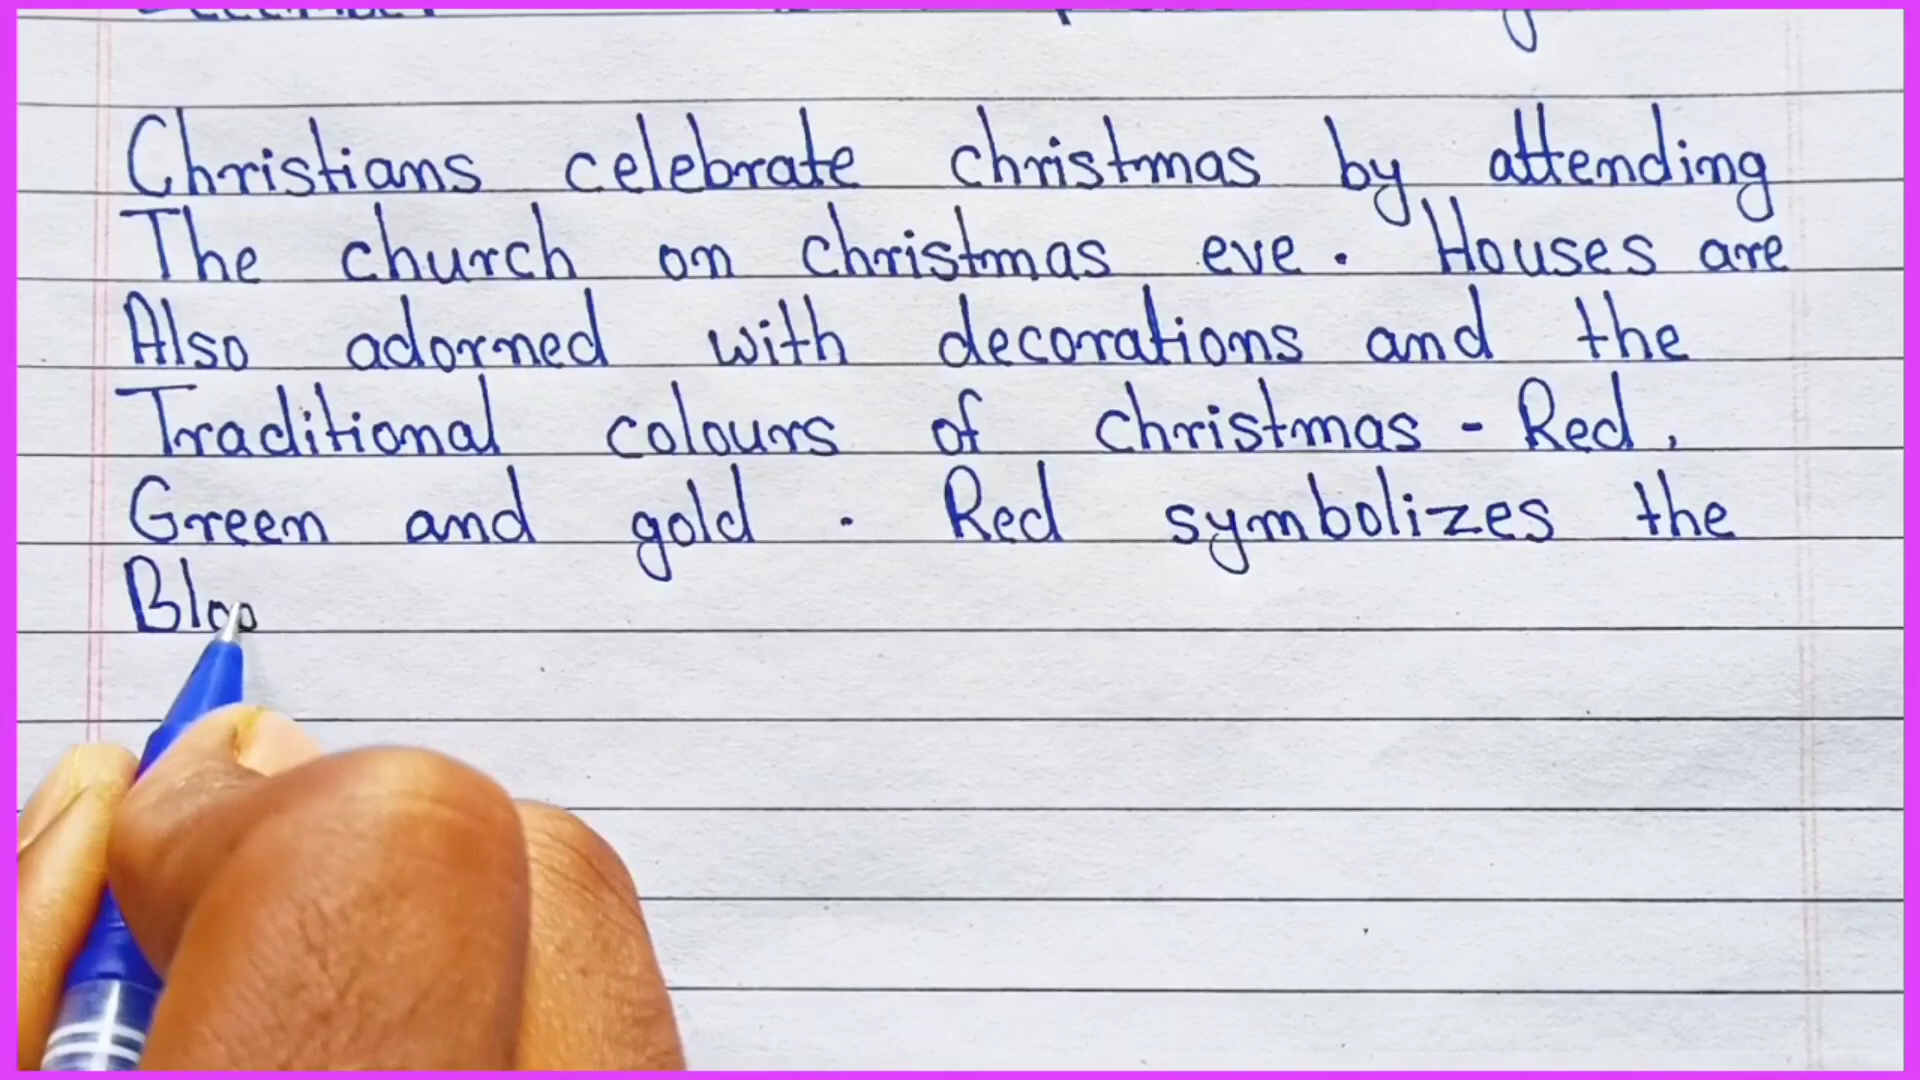 Christians celebrate christmas by attending
The church on christmas eve. Houses are
Also adorned with decorations and the
Traditional colours of christmas - Red,
Green and gold. Red symbolizes the
Bloo